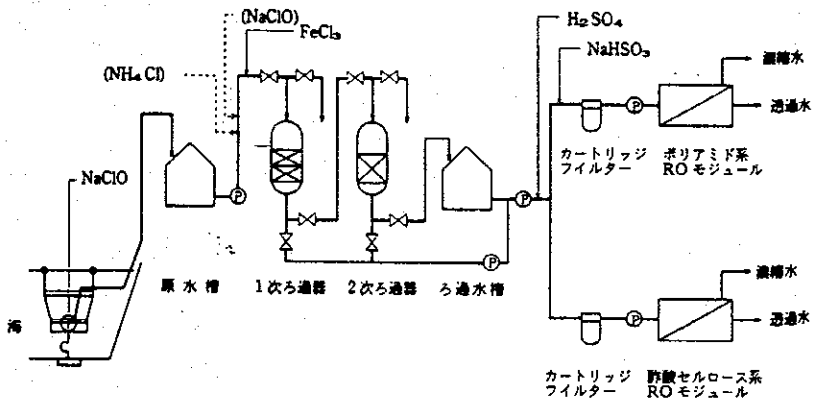 (NaClO)
FeCl₃
(NH₄Cl)
NaClO
H₂SO₄
NaHSO₃
濃縮水
透過水
P
P
P
P
P
カートリッジ
フィルター
ポリアミド系
ROモジュール
海
原水槽
1次ろ過器
2次ろ過器
ろ過水槽
濃縮水
透過水
カートリッジ
フィルター
酢酸セルロース系
ROモジュール